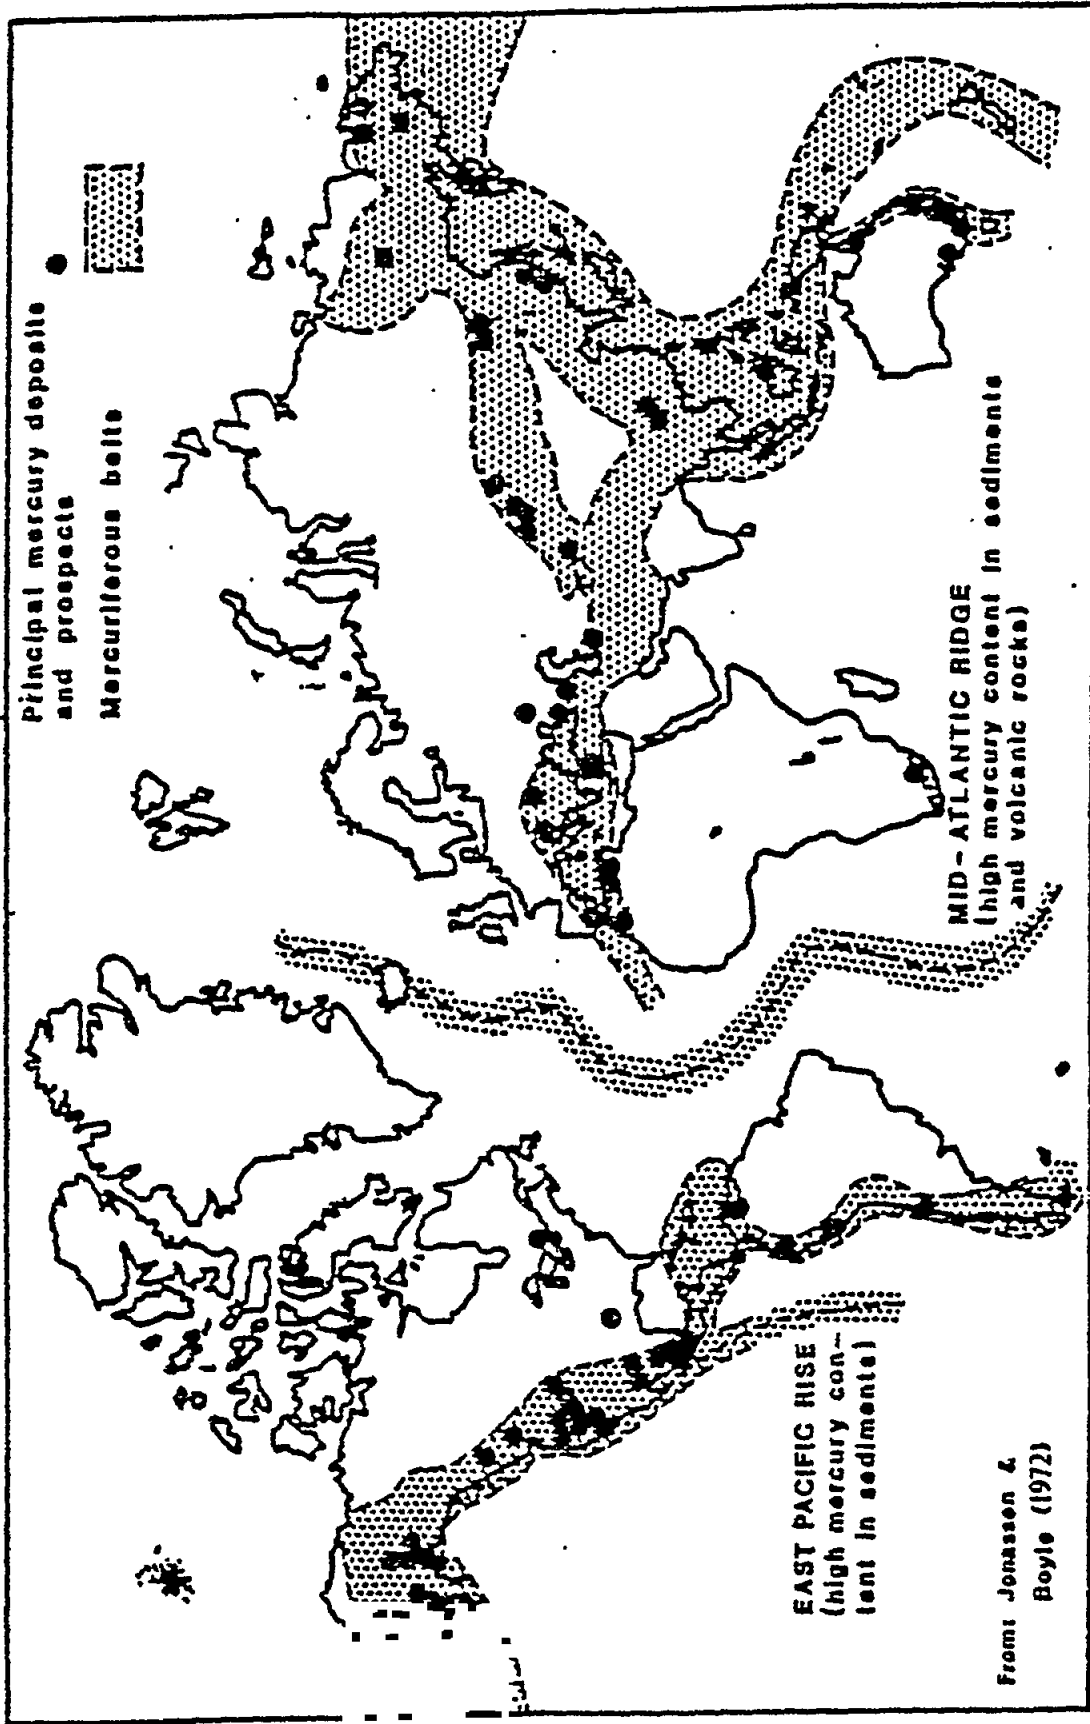 Principal mercury deposits
and prospects
Mercuriferous belts
MID-ATLANTIC RIDGE
(high mercury content in sediments
and volcanic rocks)
EAST PACIFIC RISE
(high mercury con-
tent in sediments)
From: Jonassen &
Boyle (1972)